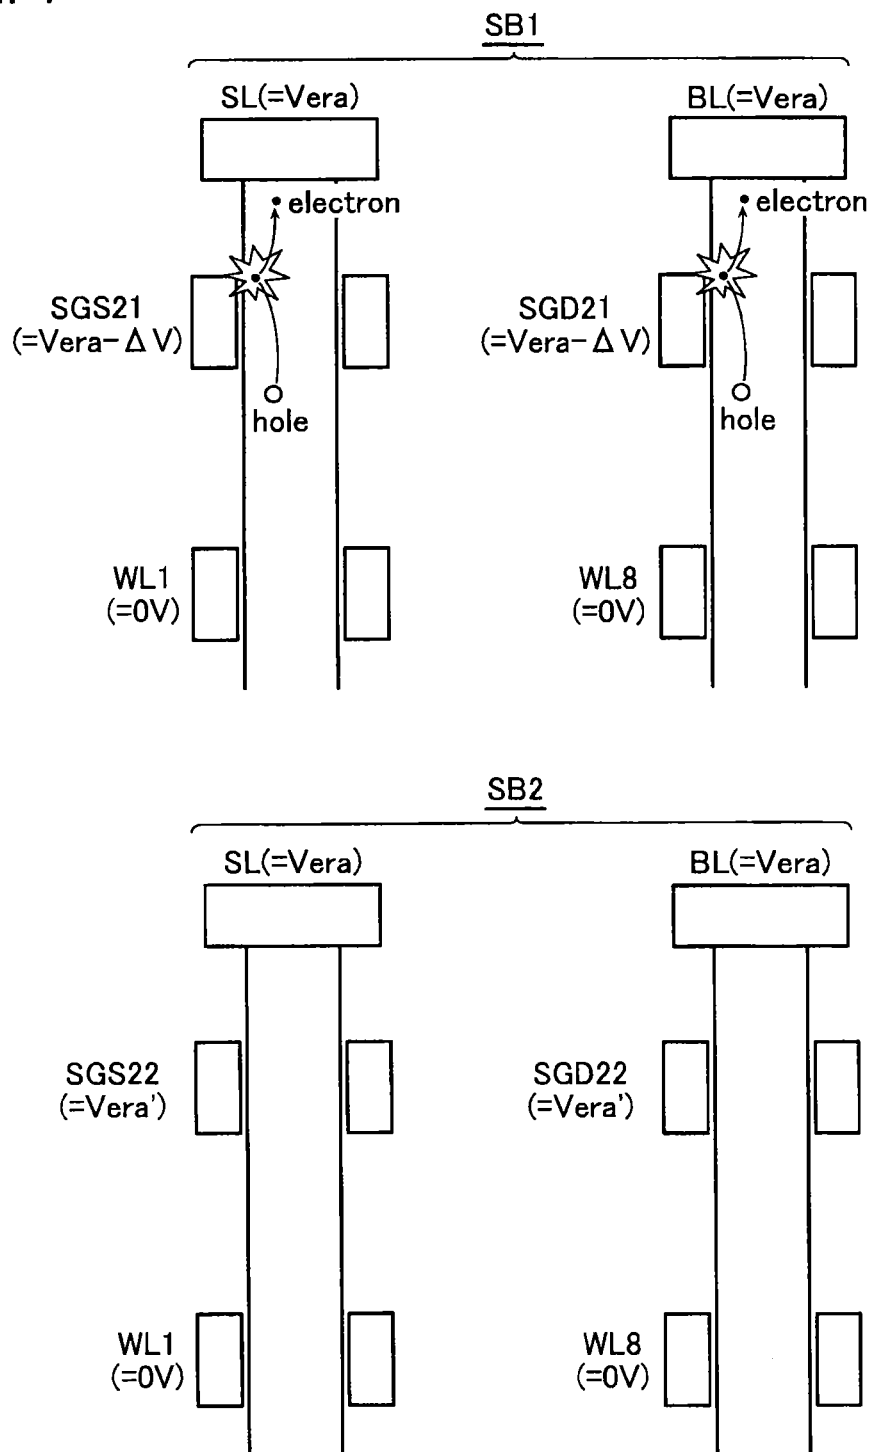 SB1
SL(=Vera)
BL(=Vera)
electron
electron
SGS21
(=Vera-ΔV)
SGD21
(=Vera-ΔV)
hole
hole
WL1
(=0V)
WL8
(=0V)
SB2
SL(=Vera)
BL(=Vera)
SGS22
(=Vera')
SGD22
(=Vera')
WL1
(=0V)
WL8
(=0V)